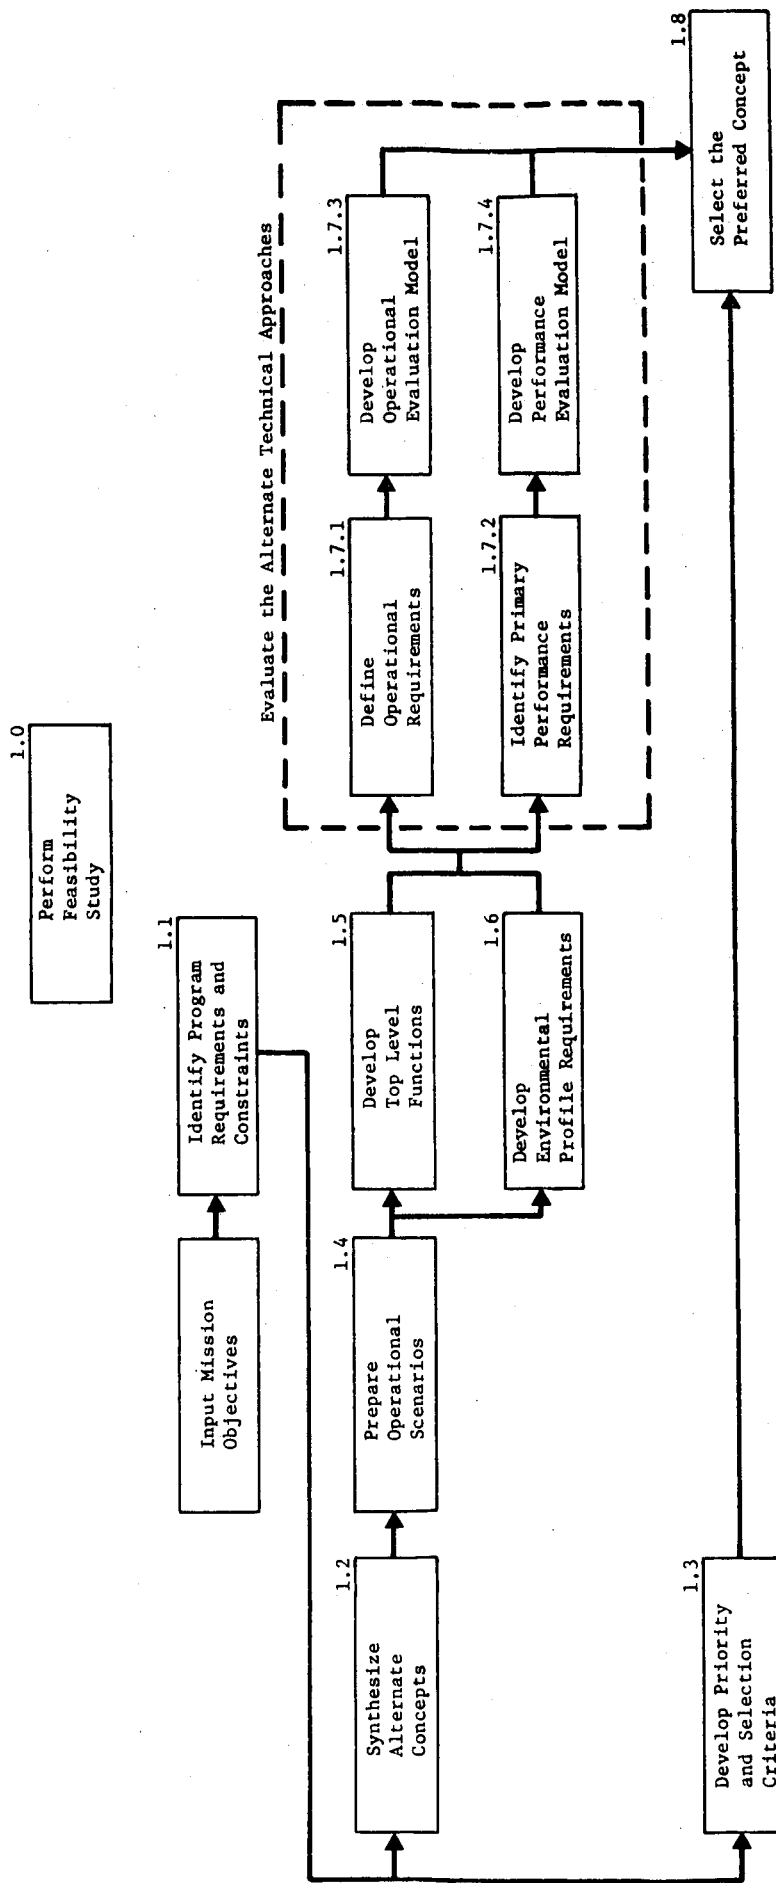 1.0
Perform
Feasibility
Study
Input Mission
Objectives
1.1
Identify Program
Requirements and
Constraints
Evaluate the Alternate Technical Approaches
1.2
Synthesize
Alternate
Concepts
1.4
Prepare
Operational
Scenarios
1.5
Develop
Top Level
Functions
1.7.1
Define
Operational
Requirements
1.7.3
Develop
Operational
Evaluation Model
1.6
Develop
Environmental
Profile Requirements
1.7.2
Identify Primary
Performance
Requirements
1.7.4
Develop
Performance
Evaluation Model
1.3
Develop Priority
and Selection
Criteria
1.8
Select the
Preferred Concept